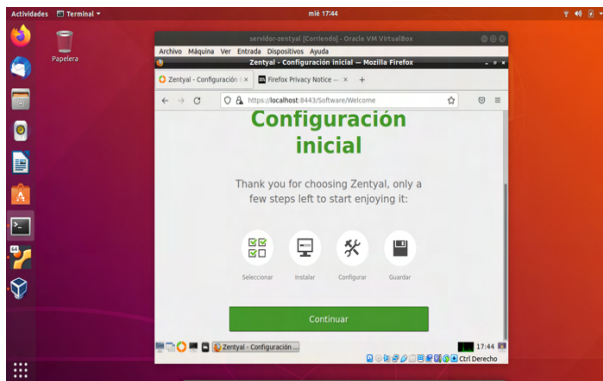 Actividades Terminal mié 17:44
Papelera
servidor-zentyal [Corriendo] - Oracle VM VirtualBox
Archivo Máquina Ver Entrada Dispositivos Ayuda
Zentyal - Configuración inicial — Mozilla Firefox
Zentyal - Configuración
Firefox Privacy Notice —
https://localhost:8443/Software/Welcome
Configuración
inicial
Thank you for choosing Zentyal, only a
few steps left to start enjoying it:
Seleccionar Instalar Configurar Guardar
Continuar
Zentyal - Configuración ... 17:44
Ctrl Derecho